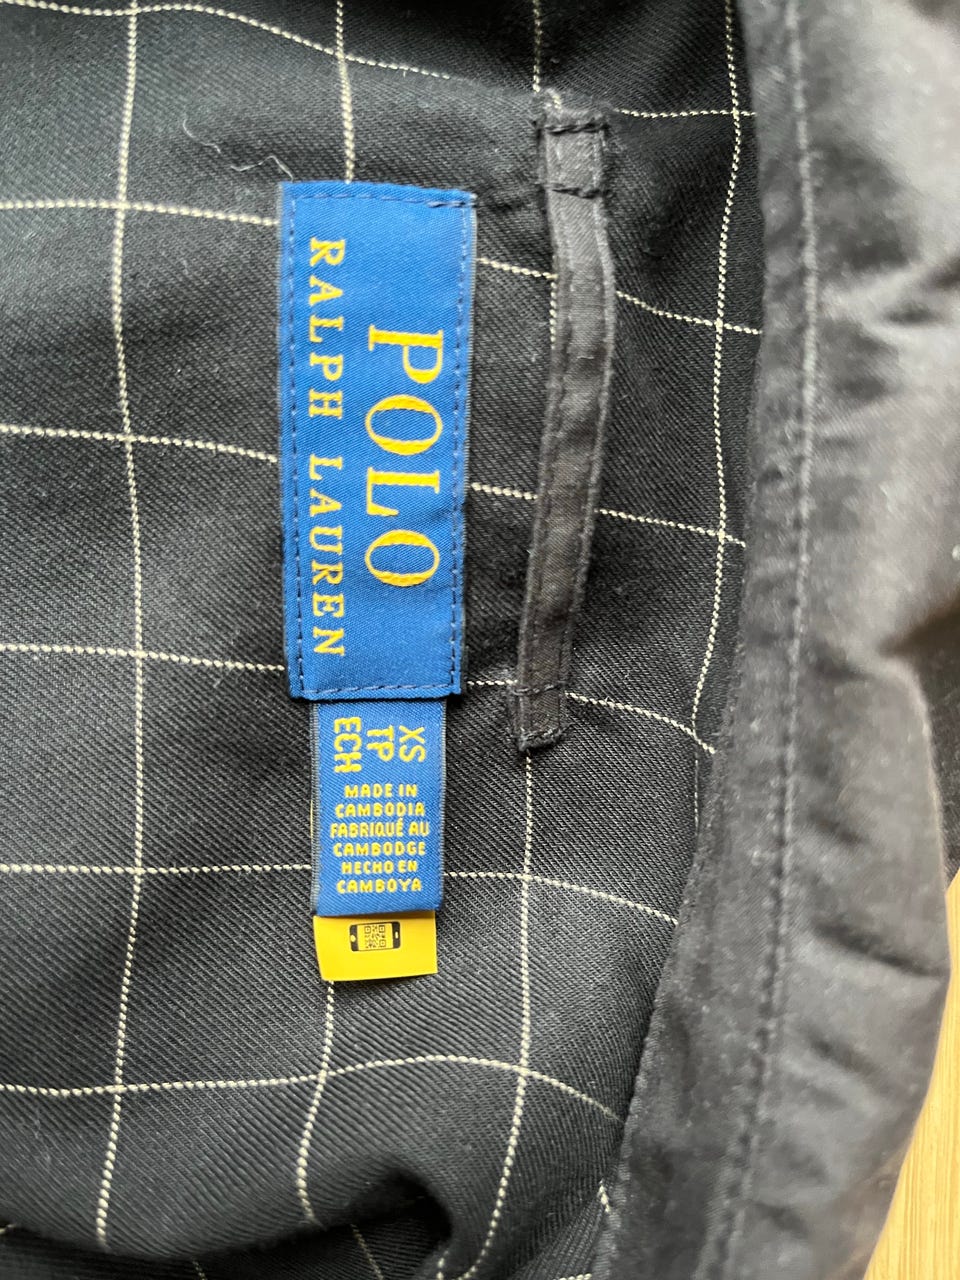 POLO
RALPH LAUREN
XS
TP
ECH
MADE IN
CAMBODIA
FABRIQUÉ AU
CAMBODGE
HECHO EN
CAMBOYA